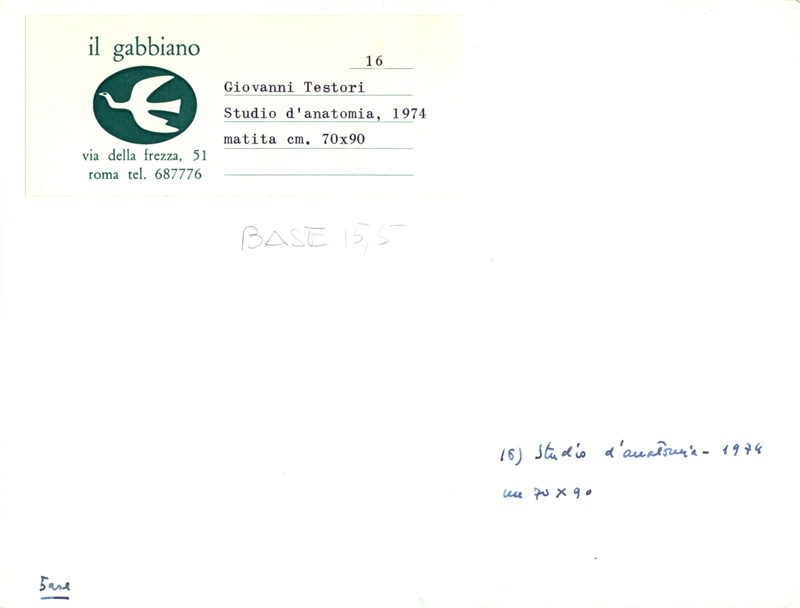 il gabbiano
via della frezza, 51
roma tel. 687776
16
Giovanni Testori
Studio d'anatomia, 1974
matita cm. 70x90
BASE 15,5
16) Studio d'anatomia - 1974
cm 70 x 90